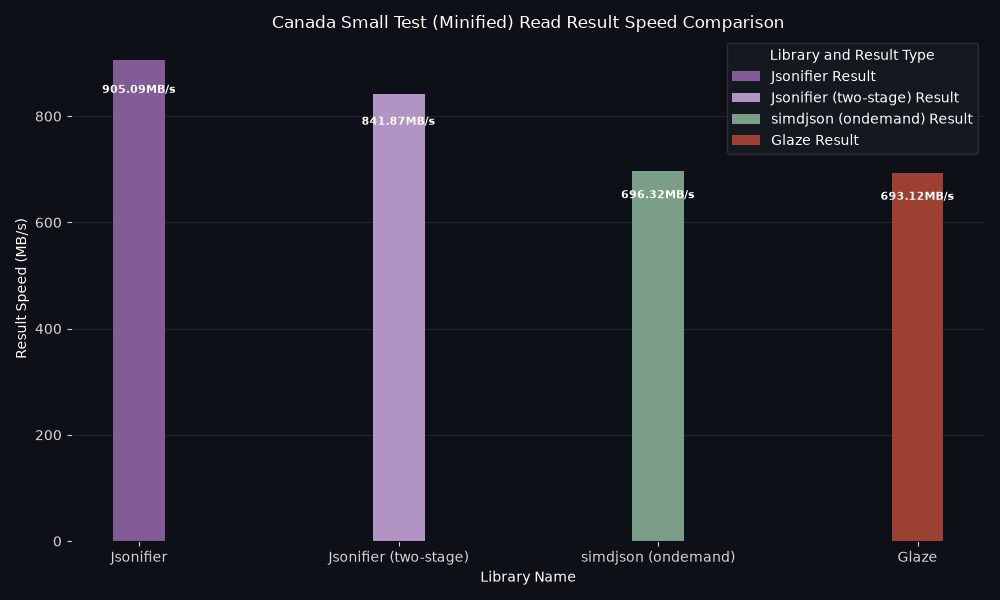 Canada Small Test (Minified) Read Result Speed Comparison
Library and Result Type
Jsonifier Result
Jsonifier (two-stage) Result
simdjson (ondemand) Result
Glaze Result
905.09MB/s
841.87MB/s
696.32MB/s
693.12MB/s
Result Speed (MB/s)
800
600
400
200
0
Jsonifier
Jsonifier (two-stage)
simdjson (ondemand)
Glaze
Library Name